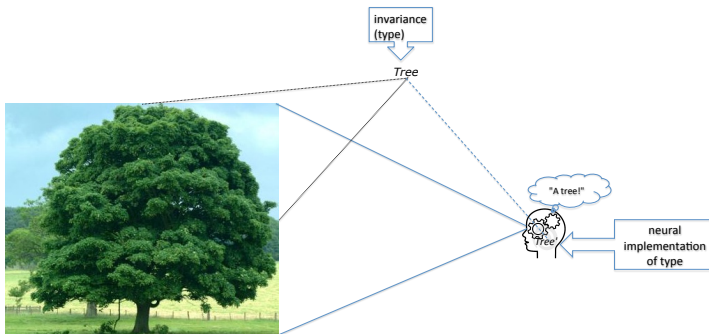 invariance
(type)
Tree
"A tree!"
Tree'
neural
implementation
of type